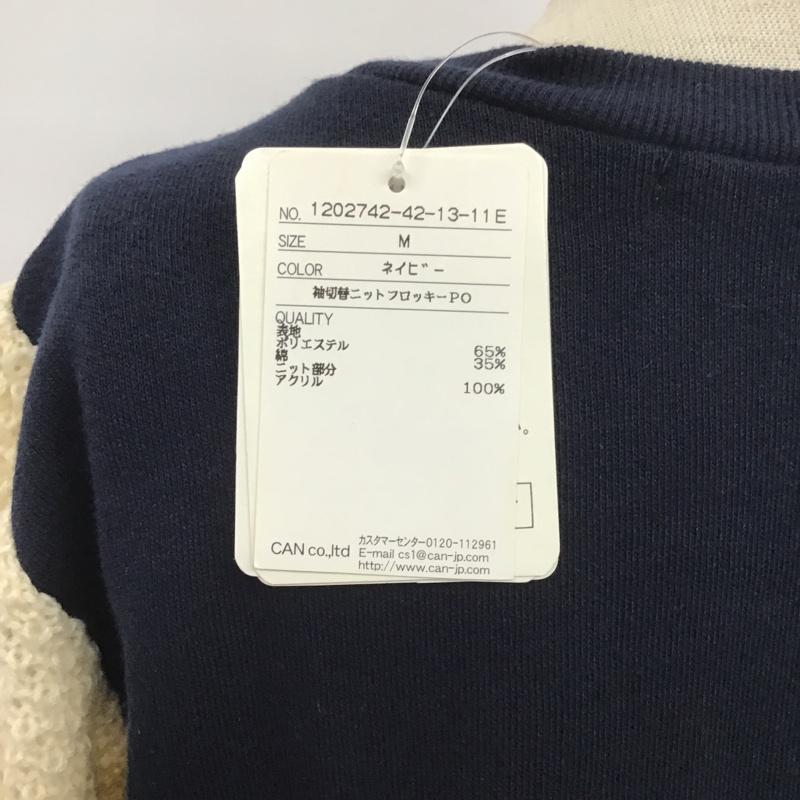 NO. 1202742-42-13-11E
SIZE M
COLOR ネイビー
袖切替ニットフロッキーPO
QUALITY
表地
ポリエステル 65%
綿 35%
ニット部分
アクリル 100%
い。
CAN co.,ltd カスタマーセンター0120-112961
E-mail cs1@can-jp.com
http://www.can-jp.com